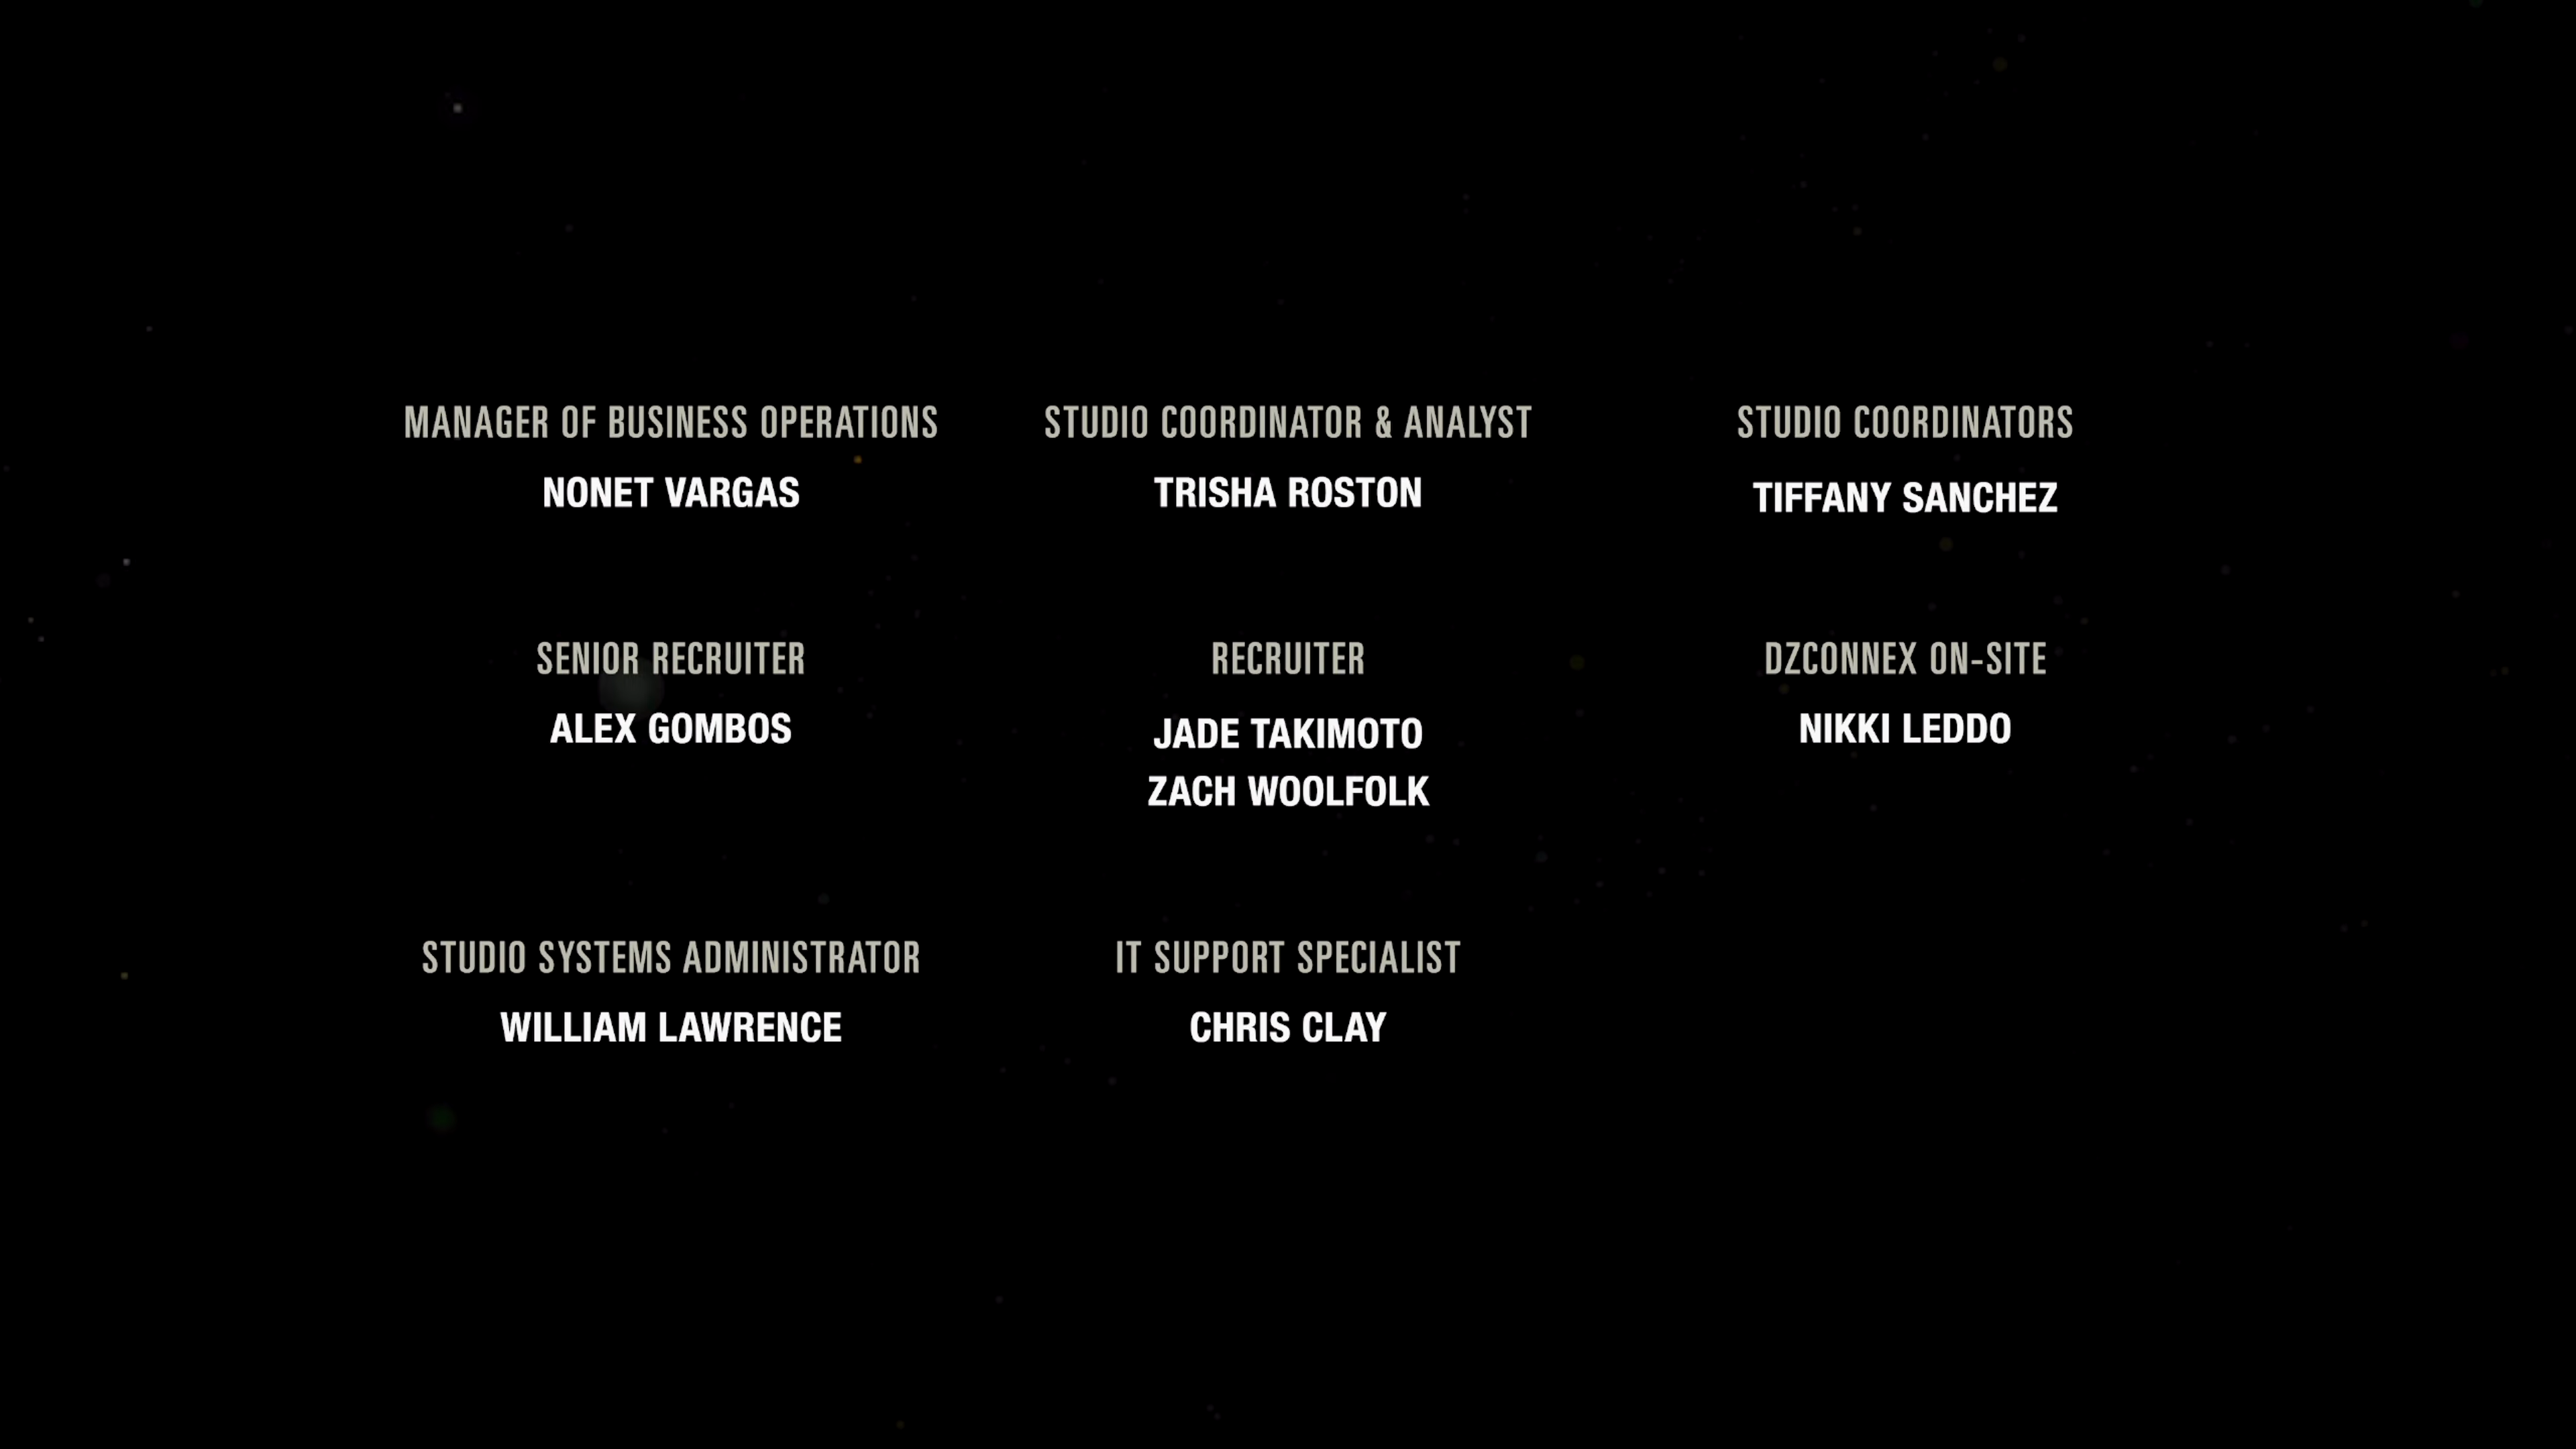 MANAGER OF BUSINESS OPERATIONS
NONET VARGAS
STUDIO COORDINATOR & ANALYST
TRISHA ROSTON
STUDIO COORDINATORS
TIFFANY SANCHEZ
SENIOR RECRUITER
ALEX GOMBOS
RECRUITER
JADE TAKIMOTO
ZACH WOOLFOLK
DZCONNEX ON-SITE
NIKKI LEDDO
STUDIO SYSTEMS ADMINISTRATOR
WILLIAM LAWRENCE
IT SUPPORT SPECIALIST
CHRIS CLAY